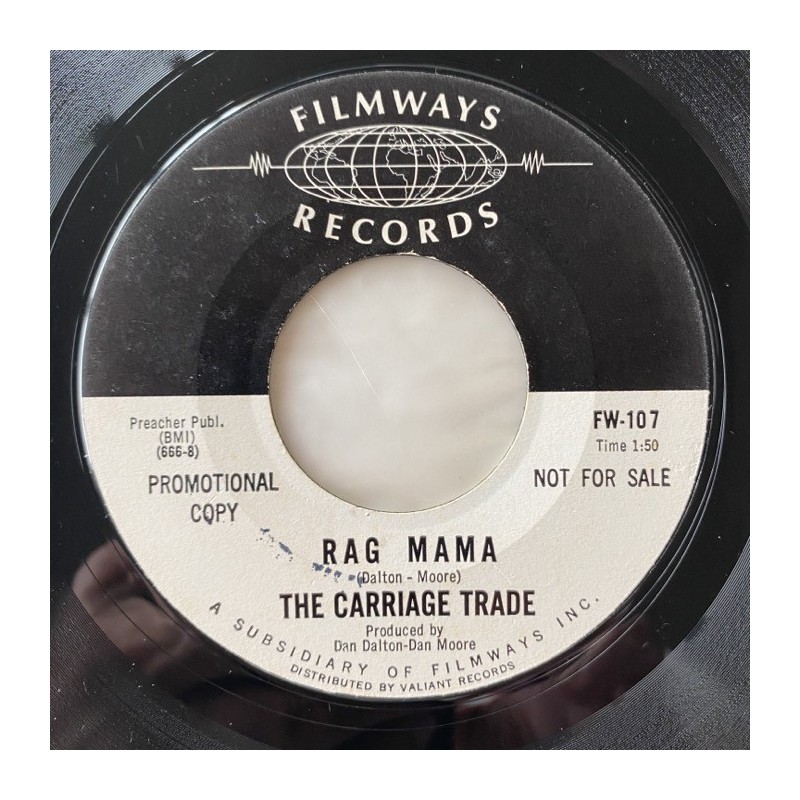 FILMWAYS
RECORDS
Preacher Publ.
(BMI)
(666-8)
PROMOTIONAL
COPY
FW-107
Time 1:50
NOT FOR SALE
RAG MAMA
(Dalton - Moore)
THE CARRIAGE TRADE
Produced by
Dan Dalton-Dan Moore
A SUBSIDIARY OF FILMWAYS INC.
DISTRIBUTED BY VALIANT RECORDS